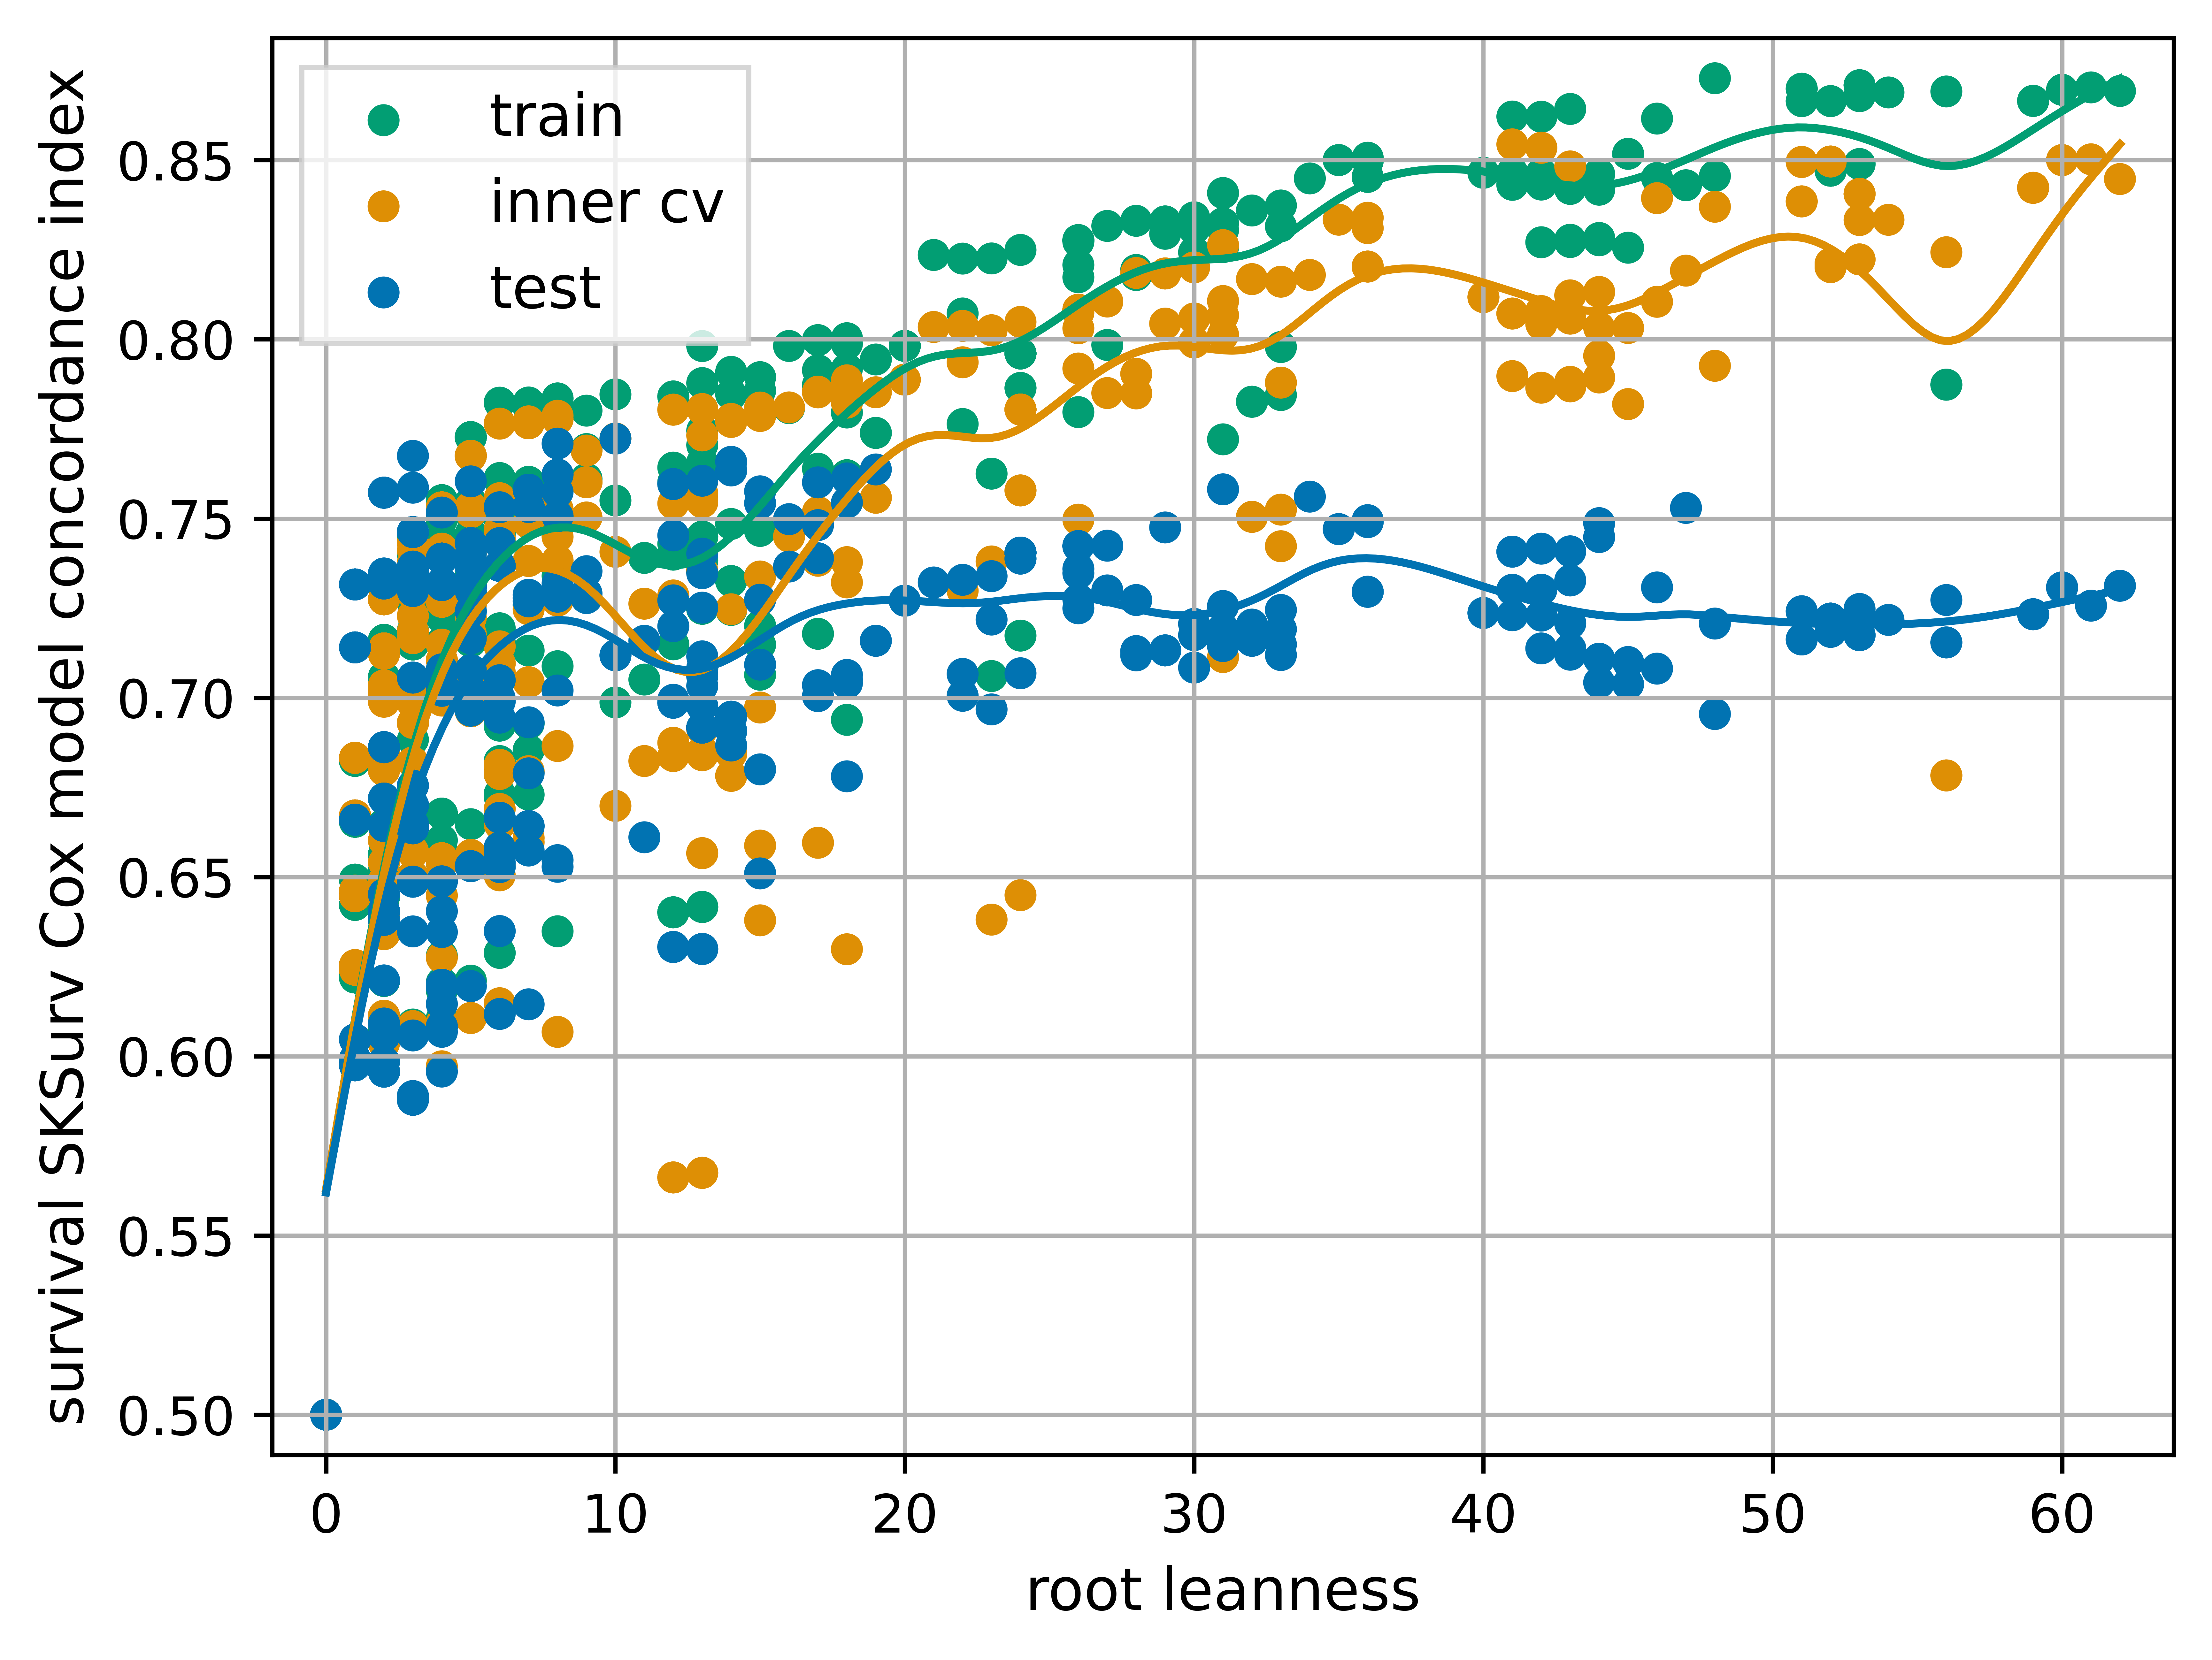 survival SKSurv Cox model concordance index
train
inner cv
test
0.85
0.80
0.75
0.70
0.65
0.60
0.55
0.50
0 10 20 30 40 50 60
root leanness